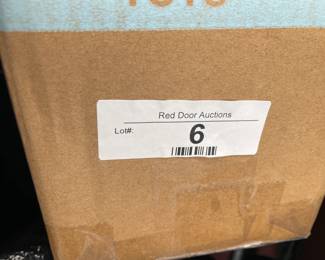 Red Door Auctions
Lot#: 6